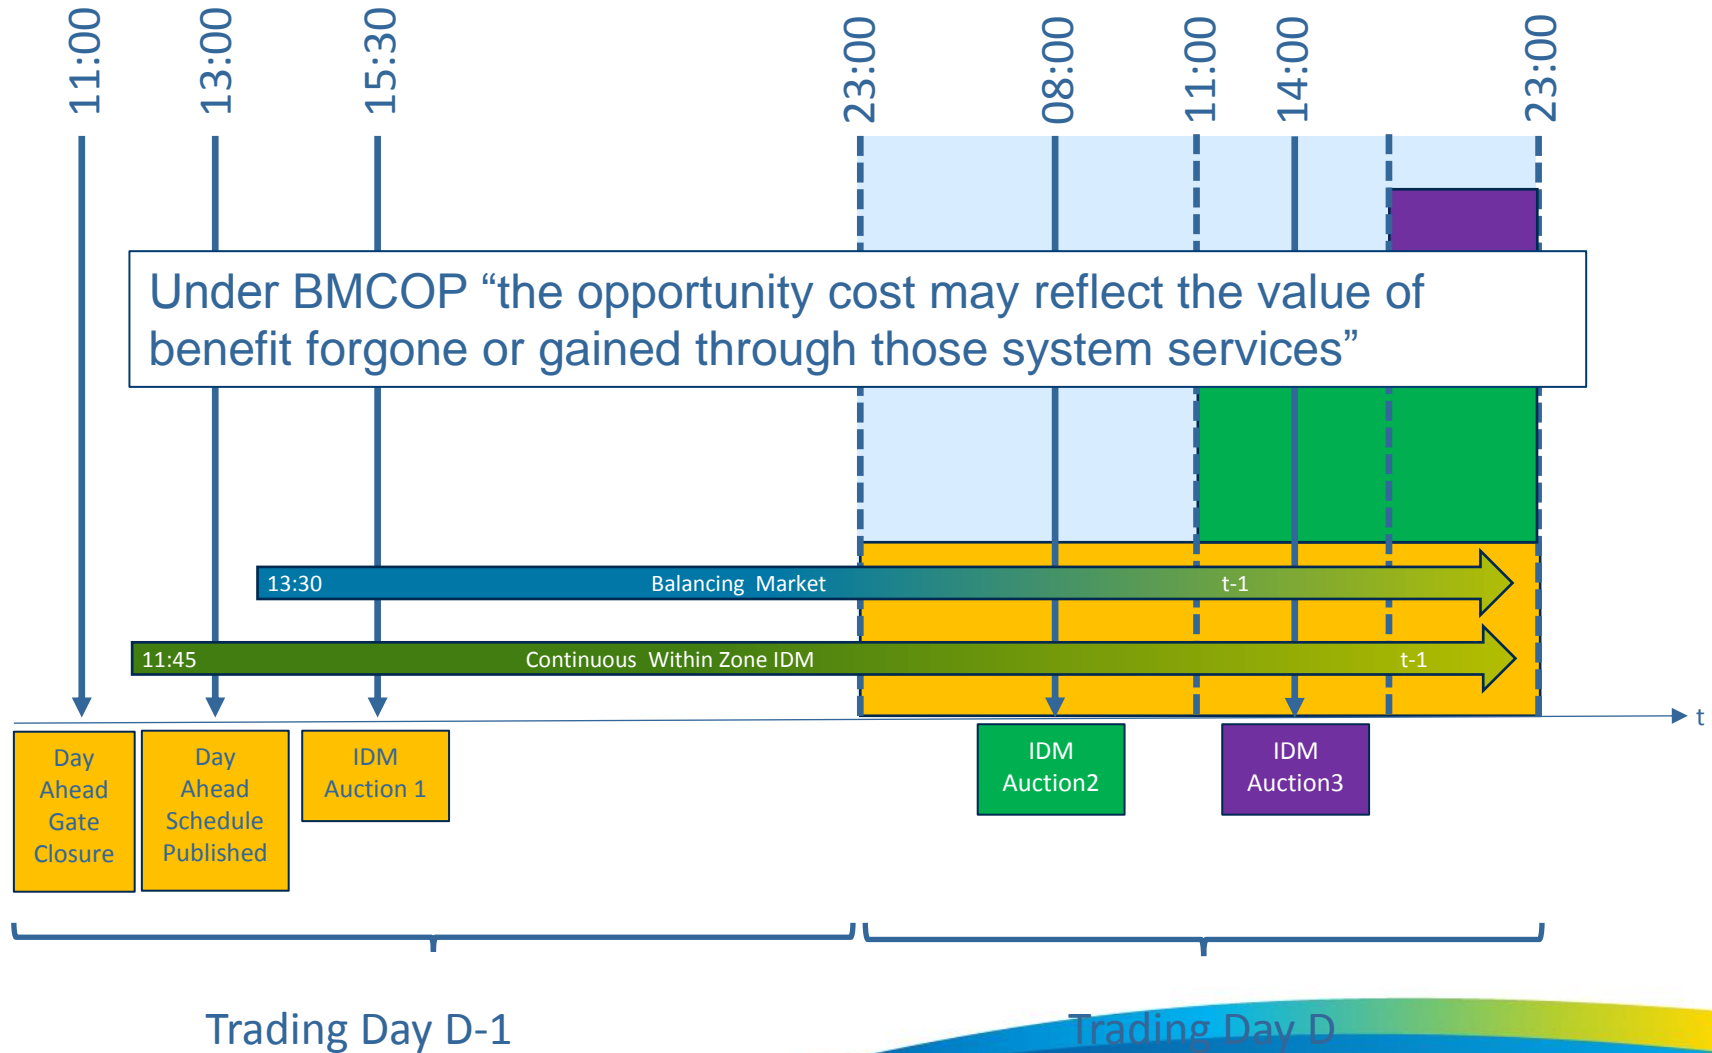 11:00
13:00
15:30
23:00
08:00
11:00
14:00
23:00
Under BMCOP “the opportunity cost may reflect the value of
benefit forgone or gained through those system services”
13:30 Balancing Market t-1
11:45 Continuous Within Zone IDM t-1
t
Day
Ahead
Gate
Closure
Day
Ahead
Schedule
Published
IDM
Auction 1
IDM
Auction2
IDM
Auction3
Trading Day D-1
Trading Day D